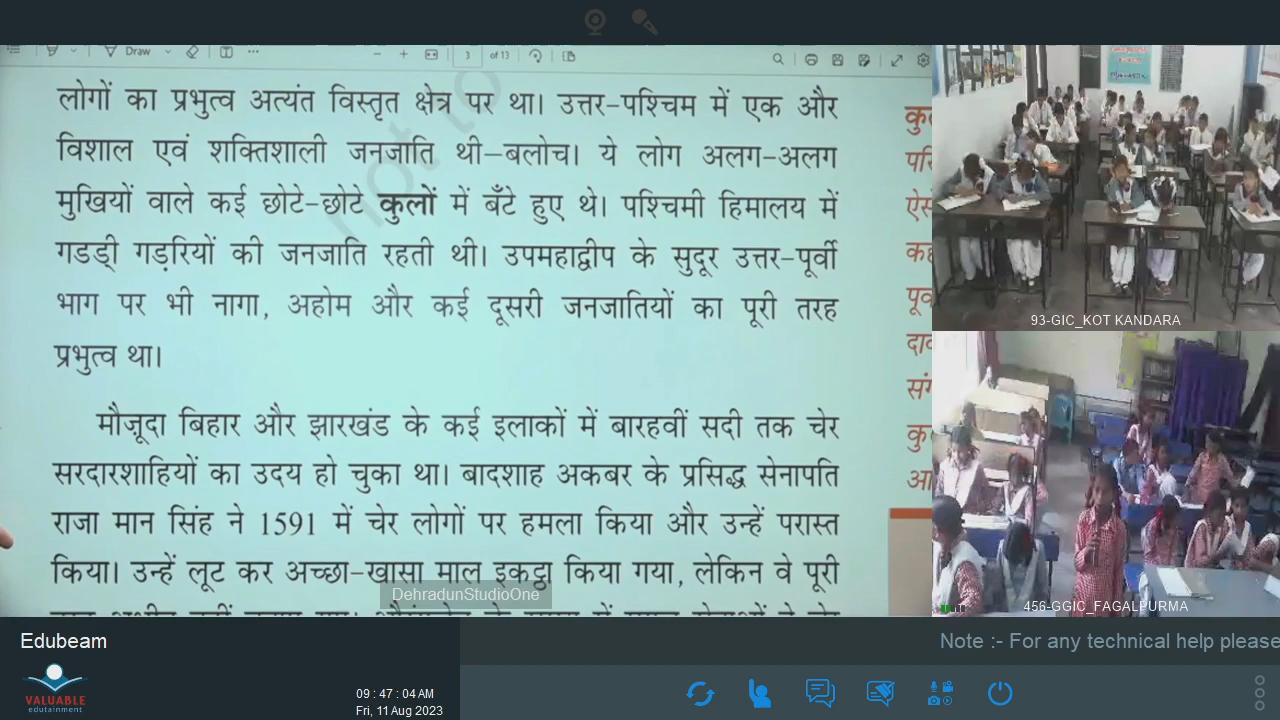 Draw
3
of 13
लोगों का प्रभुत्व अत्यंत विस्तृत क्षेत्र पर था। उत्तर-पश्चिम में एक और
विशाल एवं शक्तिशाली जनजाति थी–बलोच। ये लोग अलग-अलग
मुखियों वाले कई छोटे-छोटे कुलों में बँटे हुए थे। पश्चिमी हिमालय में
गडड्ी गड़रियों की जनजाति रहती थी। उपमहाद्वीप के सुदूर उत्तर-पूर्वी
भाग पर भी नागा, अहोम और कई दूसरी जनजातियों का पूरी तरह
प्रभुत्व था।
मौजूदा बिहार और झारखंड के कई इलाकों में बारहवीं सदी तक चेर
सरदारशाहियों का उदय हो चुका था। बादशाह अकबर के प्रसिद्ध सेनापति
राजा मान सिंह ने 1591 में चेर लोगों पर हमला किया और उन्हें परास्त
किया। उन्हें लूट कर अच्छा-खासा माल इकट्ठा किया गया, लेकिन वे पूरी
not to
DehradunStudioOne
93-GIC_KOT KANDARA
456-GGIC_FAGALPURMA
Edubeam
Note :- For any technical help please
VALUABLE
edutainment
09 : 47 : 04 AM
Fri, 11 Aug 2023